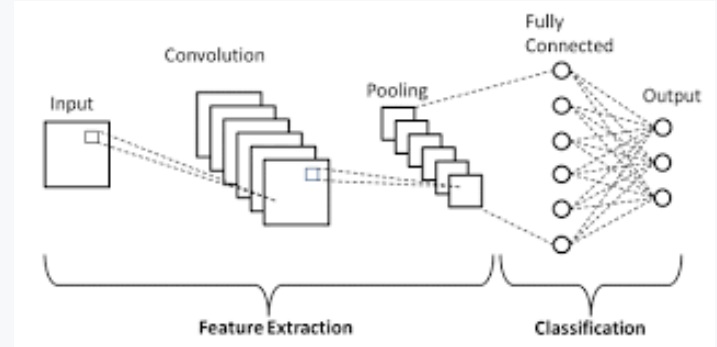 Input
Convolution
Pooling
Fully
Connected
Output
Feature Extraction
Classification